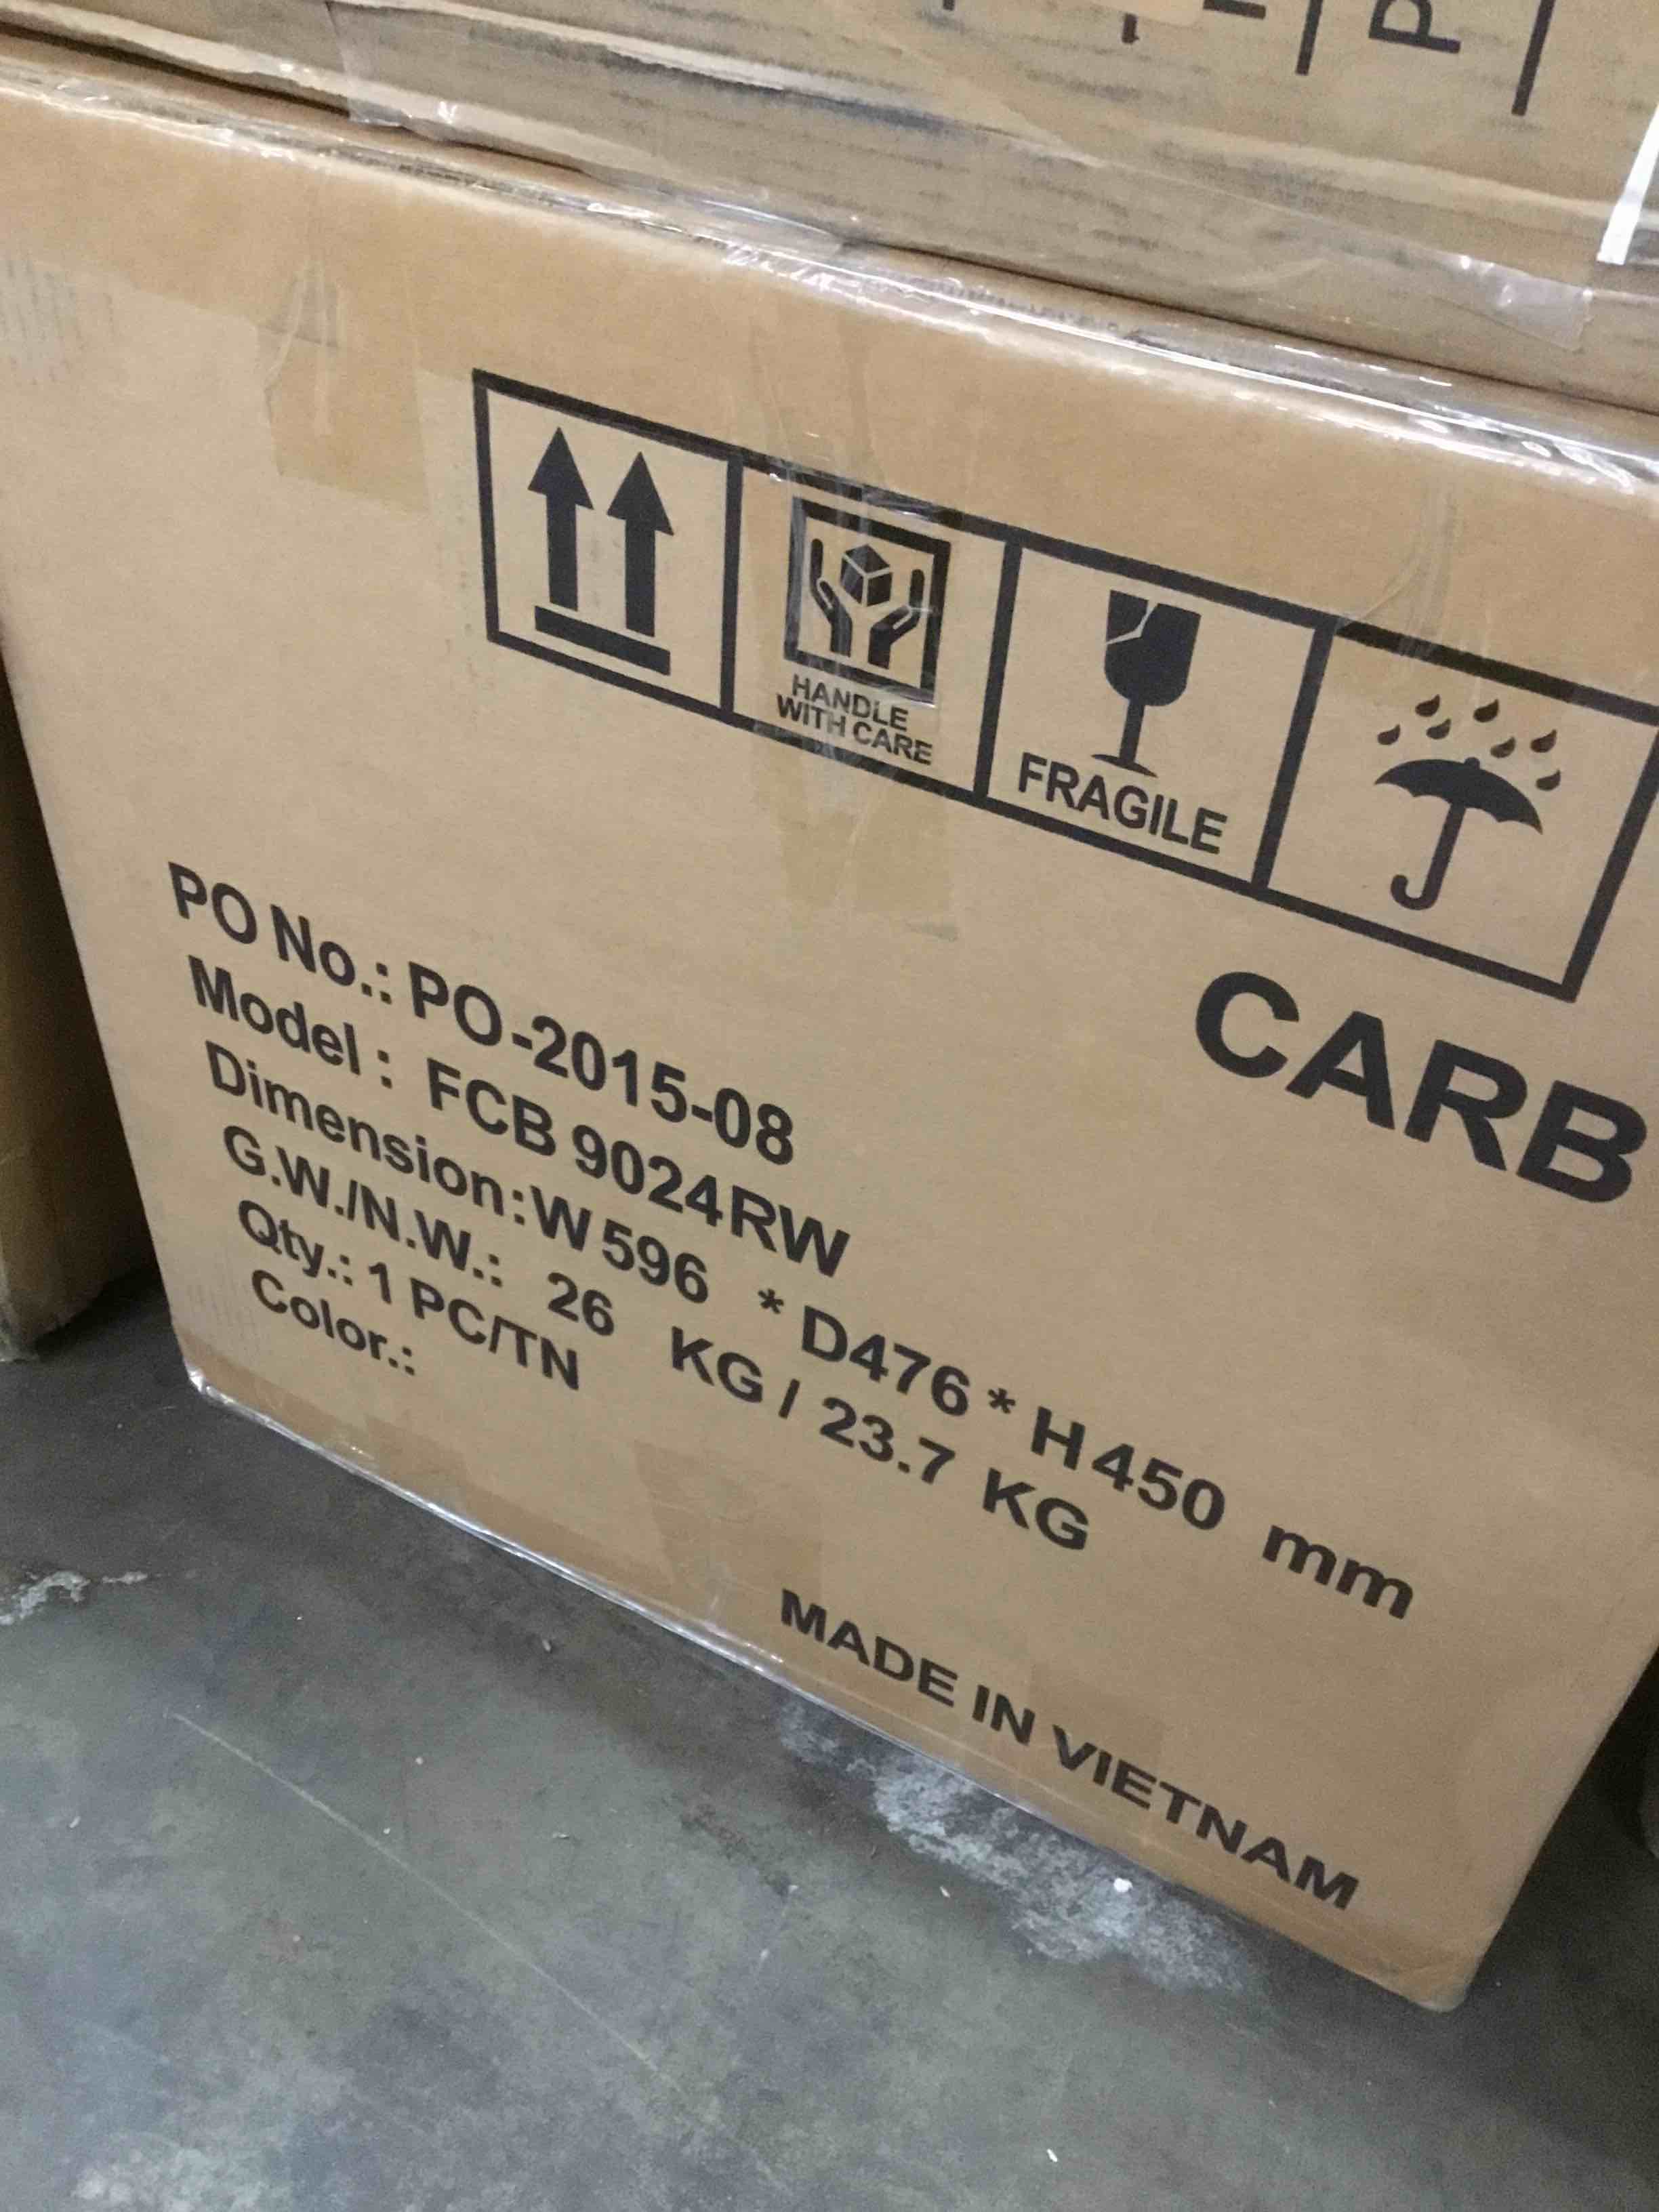 HANDLE
WITH CARE
FRAGILE
CARB
PO No.: PO-2015-08
Model : FCB 9024RW
Dimension:W596 *D476*H450 mm
G.W./N.W.: 26 KG / 23.7 KG
Qty.: 1 PC/TN
Color.:
MADE IN VIETNAM